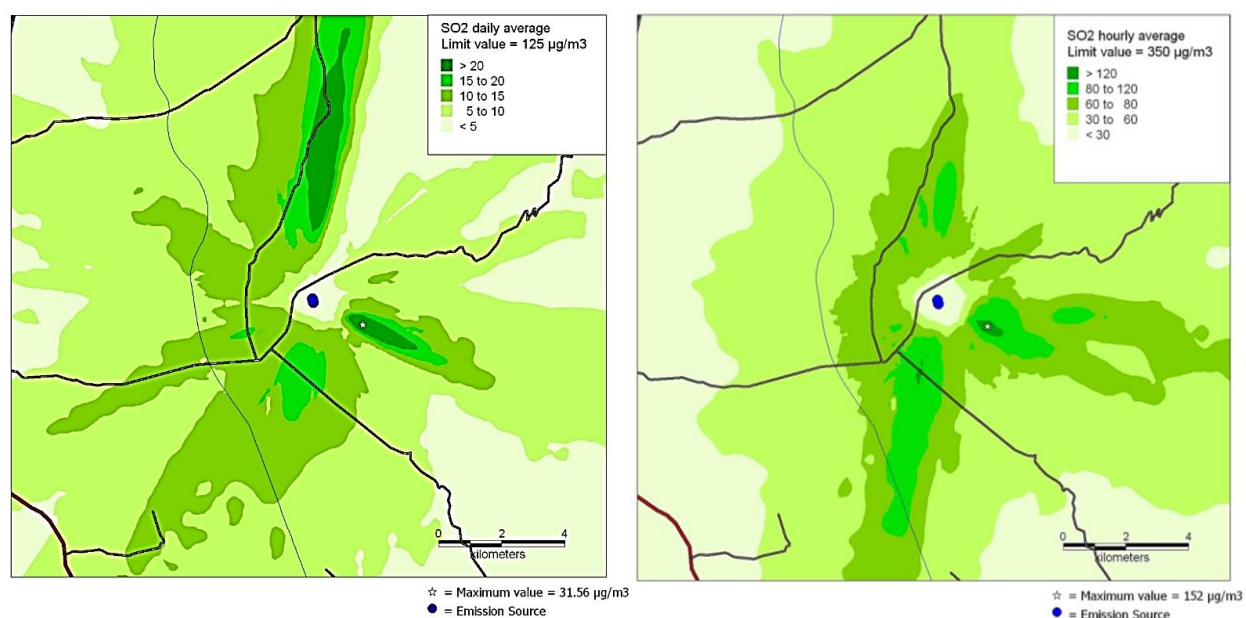 SO2 daily average
Limit value = 125 µg/m3
> 20
15 to 20
10 to 15
5 to 10
< 5
0 2 4
kilometers
☆ = Maximum value = 31.56 µg/m3
● = Emission Source
SO2 hourly average
Limit value = 350 µg/m3
> 120
80 to 120
60 to 80
30 to 60
< 30
0 2 4
kilometers
☆ = Maximum value = 152 µg/m3
● = Emission Source